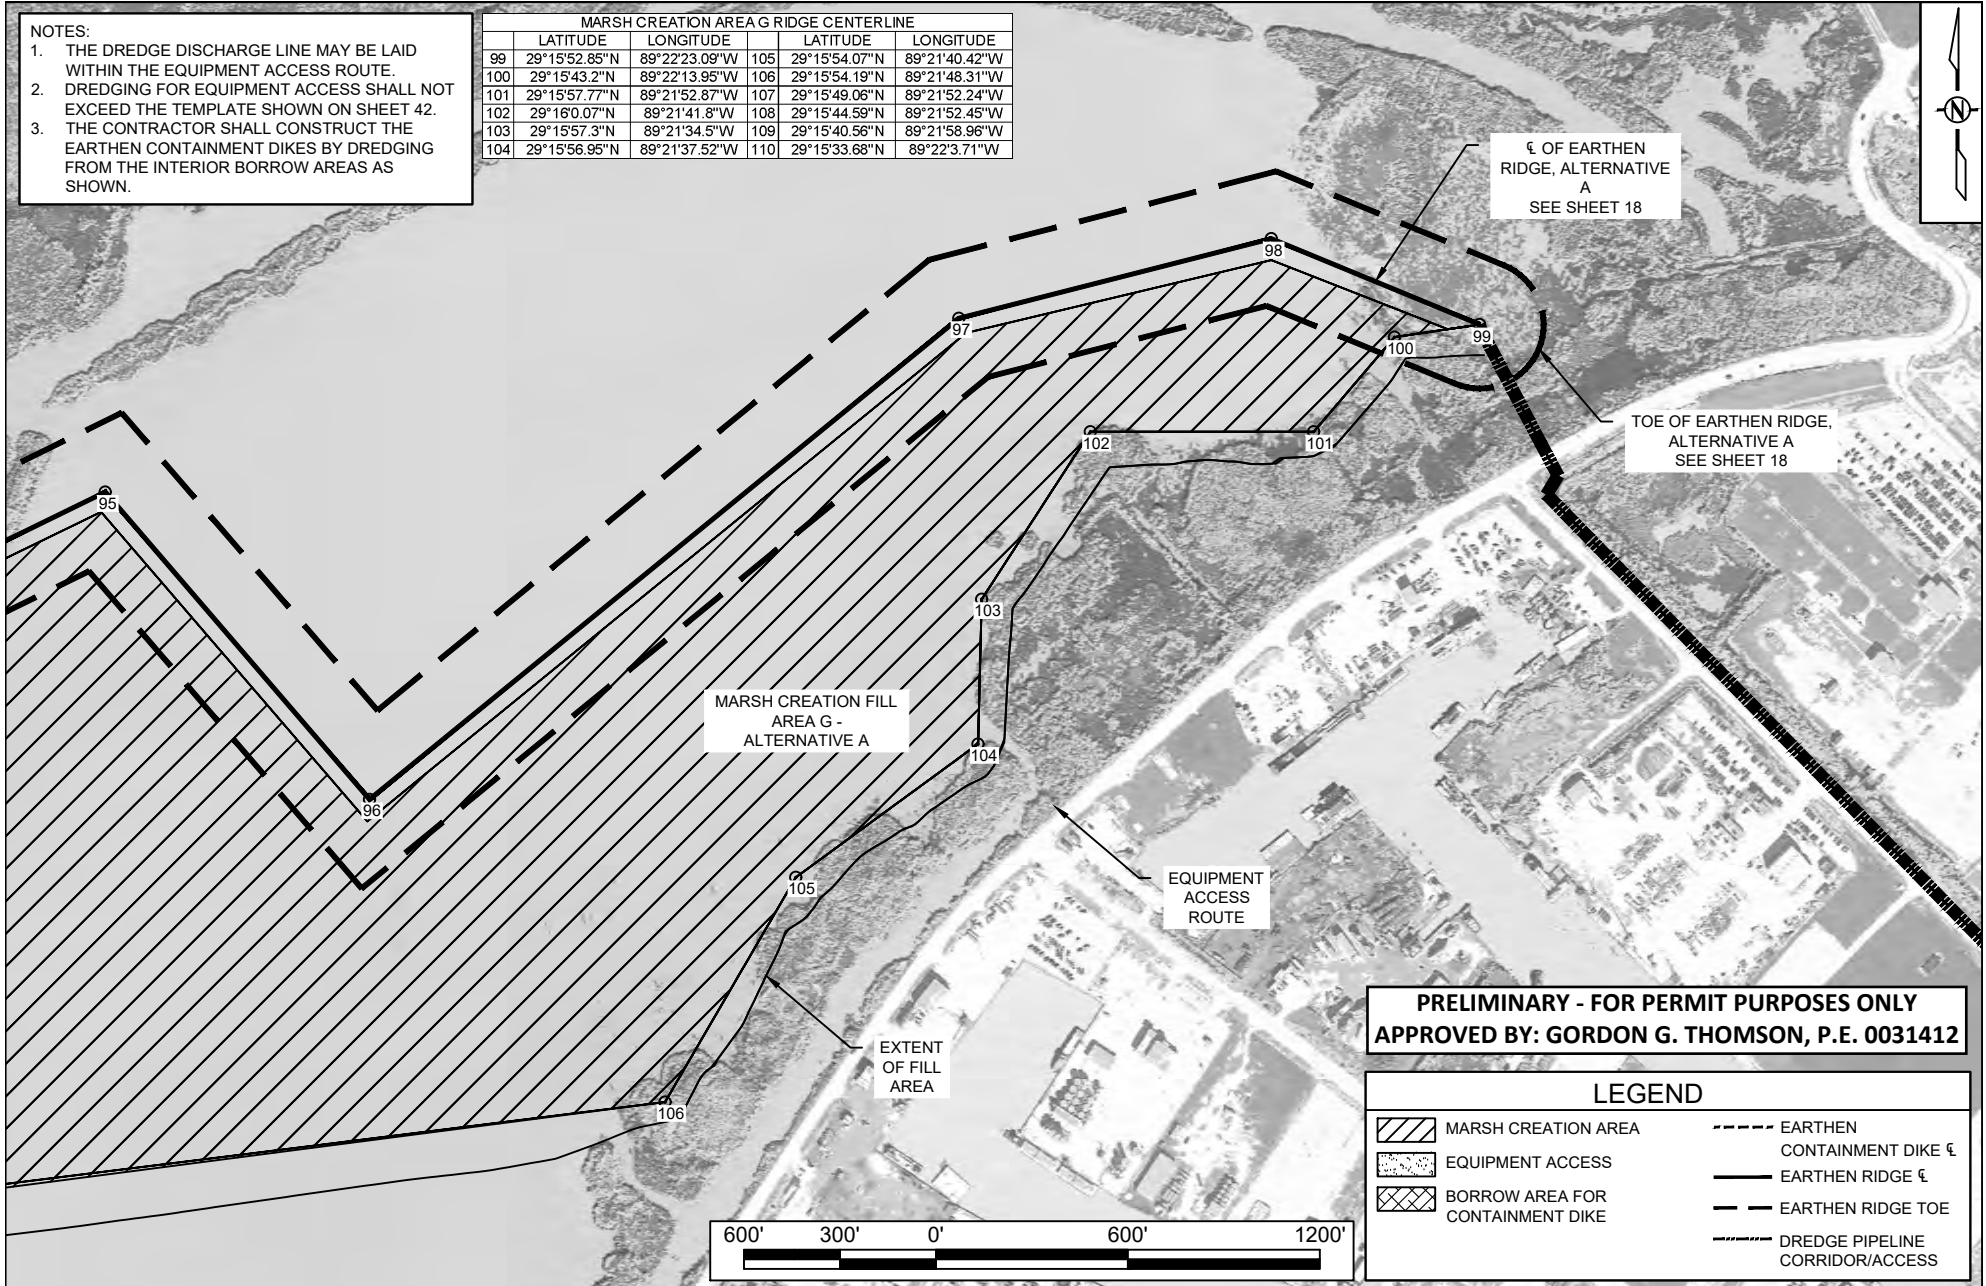 NOTES:
1. THE DREDGE DISCHARGE LINE MAY BE LAID
WITHIN THE EQUIPMENT ACCESS ROUTE.
2. DREDGING FOR EQUIPMENT ACCESS SHALL NOT
EXCEED THE TEMPLATE SHOWN ON SHEET 42.
3. THE CONTRACTOR SHALL CONSTRUCT THE
EARTHEN CONTAINMENT DIKES BY DREDGING
FROM THE INTERIOR BORROW AREAS AS
SHOWN.
MARSH CREATION AREA G RIDGE CENTERLINE
LATITUDE LONGITUDE LATITUDE LONGITUDE
99 29°15'52.85"N 89°22'23.09"W 105 29°15'54.07"N 89°21'40.42"W
100 29°15'43.2"N 89°22'13.95"W 106 29°15'54.19"N 89°21'48.31"W
101 29°15'57.77"N 89°21'52.87"W 107 29°15'49.06"N 89°21'52.24"W
102 29°16'0.07"N 89°21'41.8"W 108 29°15'44.59"N 89°21'52.45"W
103 29°15'57.3"N 89°21'34.5"W 109 29°15'40.56"N 89°21'58.96"W
104 29°15'56.95"N 89°21'37.52"W 110 29°15'33.68"N 89°22'3.71"W
N
℄ OF EARTHEN
RIDGE, ALTERNATIVE
A
SEE SHEET 18
98
97
99
100
TOE OF EARTHEN RIDGE,
ALTERNATIVE A
SEE SHEET 18
102
101
95
103
MARSH CREATION FILL
AREA G -
ALTERNATIVE A
104
96
105
EQUIPMENT
ACCESS
ROUTE
EXTENT
OF FILL
AREA
106
PRELIMINARY - FOR PERMIT PURPOSES ONLY
APPROVED BY: GORDON G. THOMSON, P.E. 0031412
LEGEND
MARSH CREATION AREA
EQUIPMENT ACCESS
BORROW AREA FOR
CONTAINMENT DIKE
EARTHEN
CONTAINMENT DIKE ℄
EARTHEN RIDGE ℄
EARTHEN RIDGE TOE
DREDGE PIPELINE
CORRIDOR/ACCESS
600' 300' 0' 600' 1200'